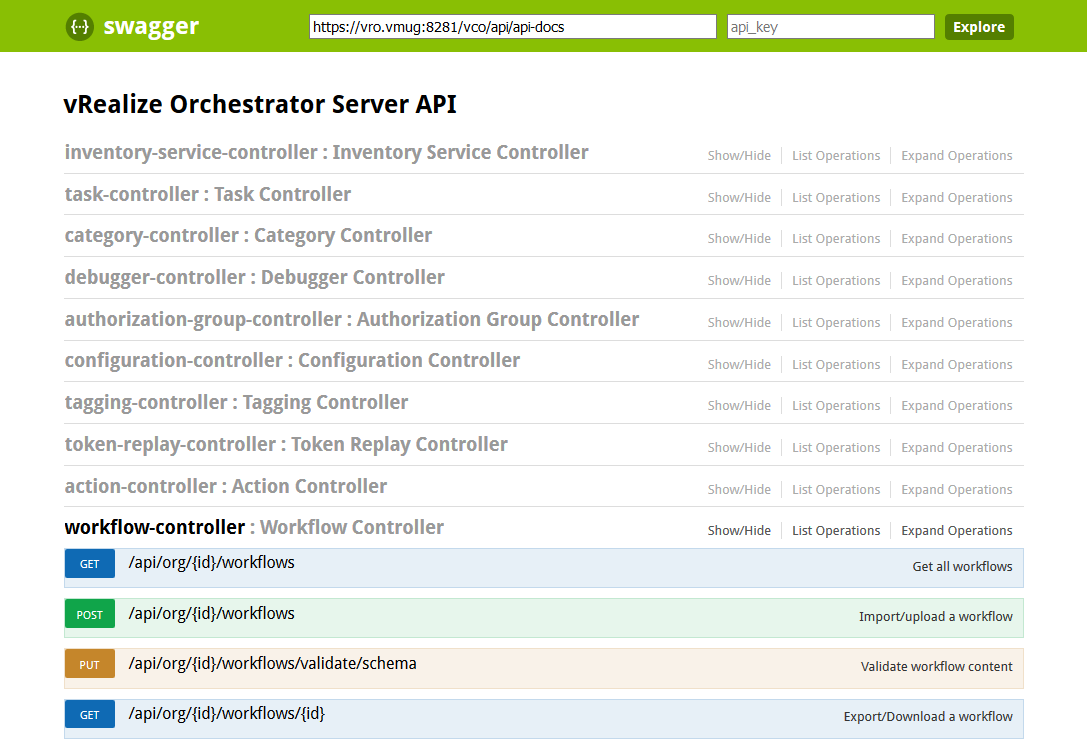 {···} swagger https://vro.vmug:8281/vco/api/api-docs api_key Explore
vRealize Orchestrator Server API
inventory-service-controller : Inventory Service Controller Show/Hide List Operations Expand Operations
task-controller : Task Controller Show/Hide List Operations Expand Operations
category-controller : Category Controller Show/Hide List Operations Expand Operations
debugger-controller : Debugger Controller Show/Hide List Operations Expand Operations
authorization-group-controller : Authorization Group Controller Show/Hide List Operations Expand Operations
configuration-controller : Configuration Controller Show/Hide List Operations Expand Operations
tagging-controller : Tagging Controller Show/Hide List Operations Expand Operations
token-replay-controller : Token Replay Controller Show/Hide List Operations Expand Operations
action-controller : Action Controller Show/Hide List Operations Expand Operations
workflow-controller : Workflow Controller Show/Hide List Operations Expand Operations
GET /api/org/{id}/workflows Get all workflows
POST /api/org/{id}/workflows Import/upload a workflow
PUT /api/org/{id}/workflows/validate/schema Validate workflow content
GET /api/org/{id}/workflows/{id} Export/Download a workflow